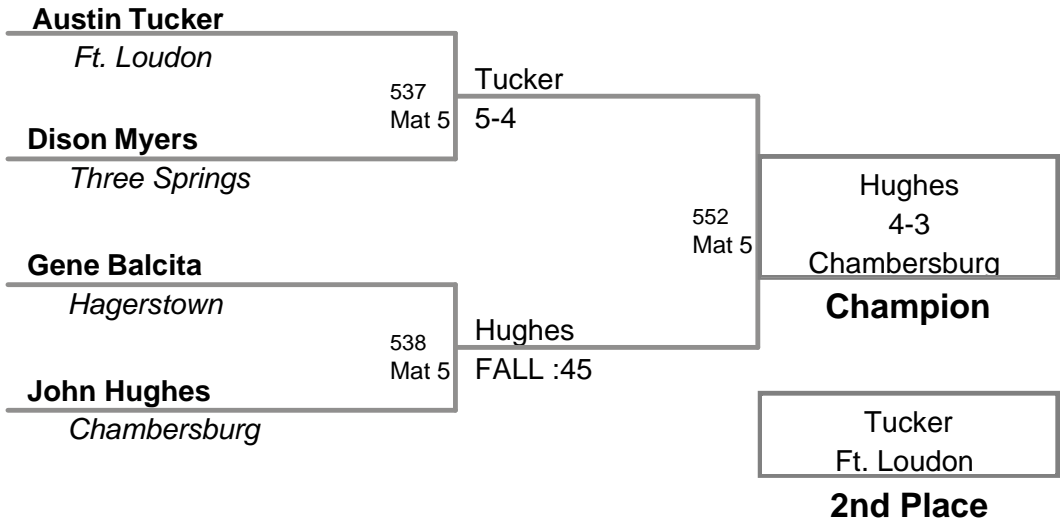 Austin Tucker
Ft. Loudon
537
Mat 5
Tucker
5-4
Dison Myers
Three Springs
552
Mat 5
Hughes
4-3
Chambersburg
Champion
Gene Balcita
Hagerstown
538
Mat 5
Hughes
FALL :45
John Hughes
Chambersburg
Tucker
Ft. Loudon
2nd Place